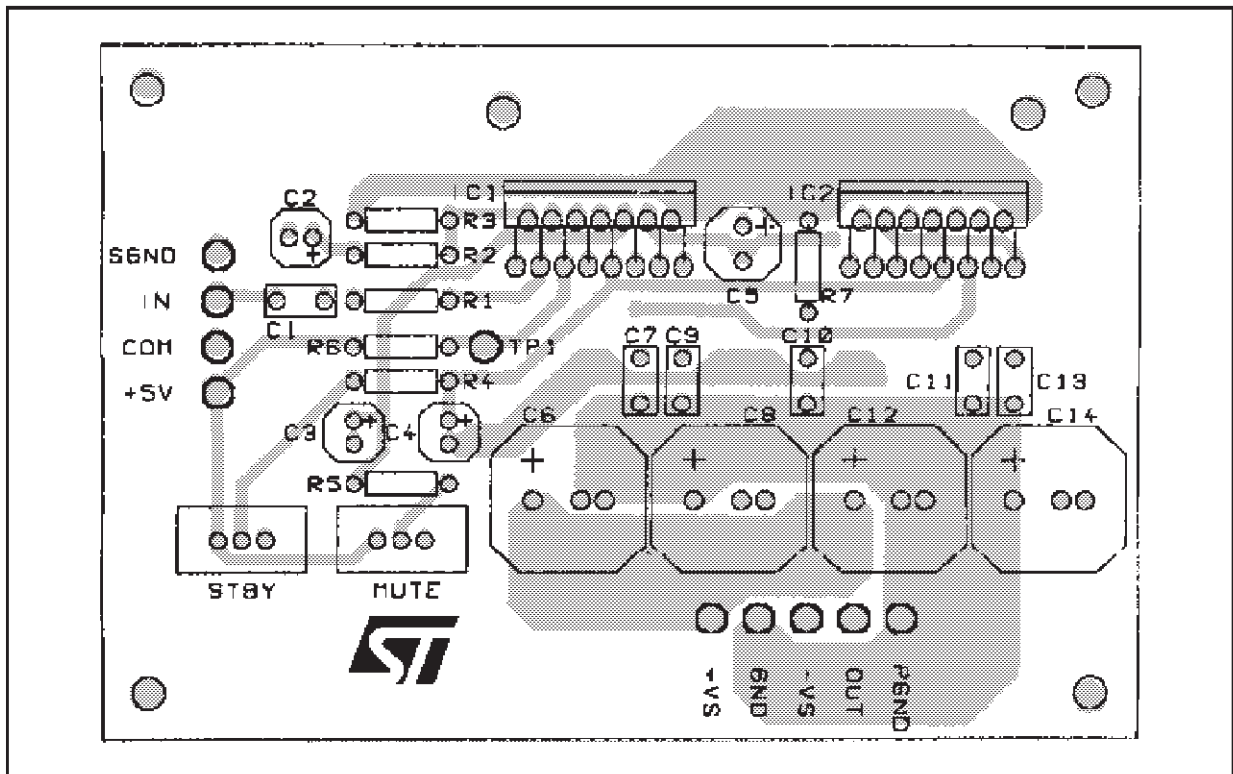 IC1
IC2
C2
R3
SGND
R2
IN
R1
C5
R7
C1
COM
R6
TP1
C7
C9
C10
+5V
R4
C11
C13
C3
+
C4
+
C6
C8
C12
C14
+
+
+
+
R5
STBY
MUTE
ST
+VS
GND
-VS
OUT
PGND